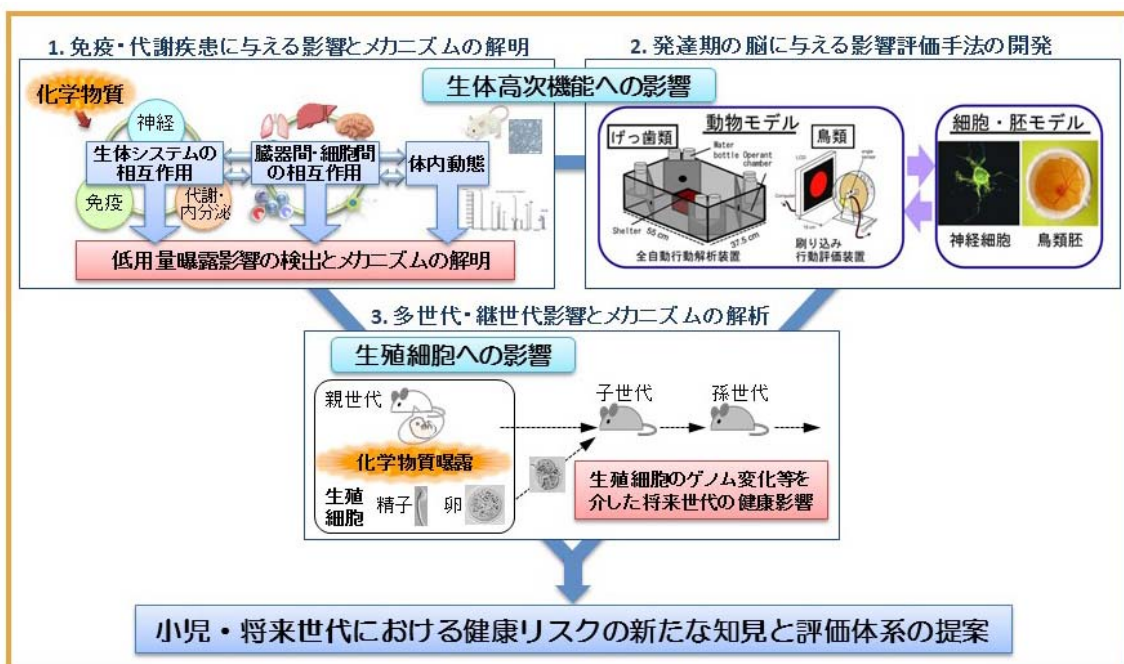 1. 免疫・代謝疾患に与える影響とメカニズムの解明
2. 発達期の脳に与える影響評価手法の開発
生体高次機能への影響
化学物質
神経
生体システムの
相互作用
免疫
代謝・
内分泌
臓器間・細胞間
の相互作用
体内動態
低用量曝露影響の検出とメカニズムの解明
動物モデル
げっ歯類
鳥類
Water
bottle
Operant
chamber
Shelter
55 cm
37.5 cm
全自動行動解析装置
LCD
angle
sensor
Computer
10 cm
刷り込み
行動評価装置
細胞・胚モデル
神経細胞
鳥類胚
3. 多世代・継世代影響とメカニズムの解析
生殖細胞への影響
親世代
化学物質曝露
生殖
細胞
精子
卵
子世代
孫世代
生殖細胞のゲノム変化等を
介した将来世代の健康影響
小児・将来世代における健康リスクの新たな知見と評価体系の提案